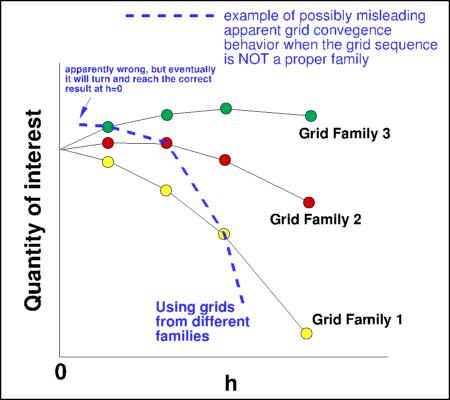 example of possibly misleading
apparent grid convegence
behavior when the grid sequence
is NOT a proper family
apparently wrong, but eventually
it will turn and reach the correct
result at h=0
Grid Family 3
Quantity of interest
Grid Family 2
Using grids
from different
families
Grid Family 1
0
h